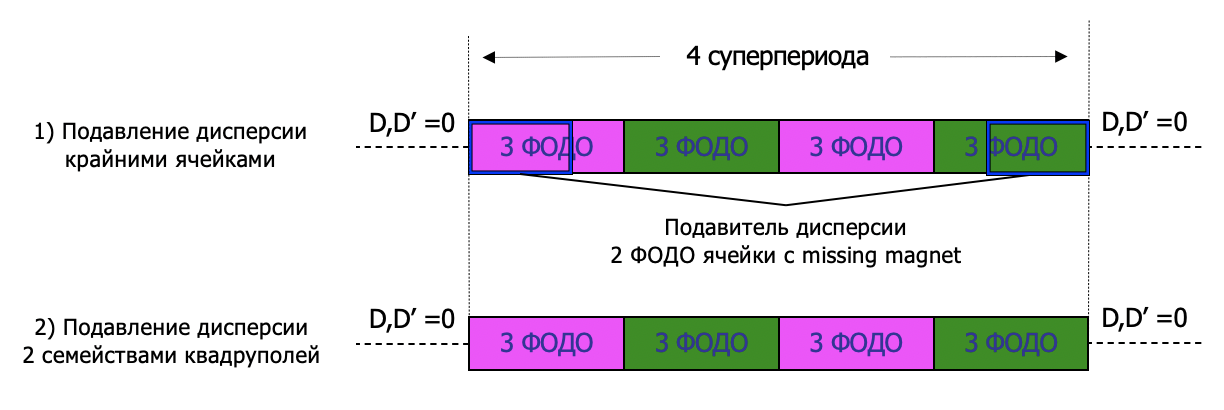 4 суперпериода
1) Подавление дисперсии
крайними ячейками
D,D′ =0
3 ФОДО
3 ФОДО
3 ФОДО
3 ФОДО
D,D′ =0
Подавитель дисперсии
2 ФОДО ячейки с missing magnet
2) Подавление дисперсии
2 семействами квадруполей
D,D′ =0
3 ФОДО
3 ФОДО
3 ФОДО
3 ФОДО
D,D′ =0